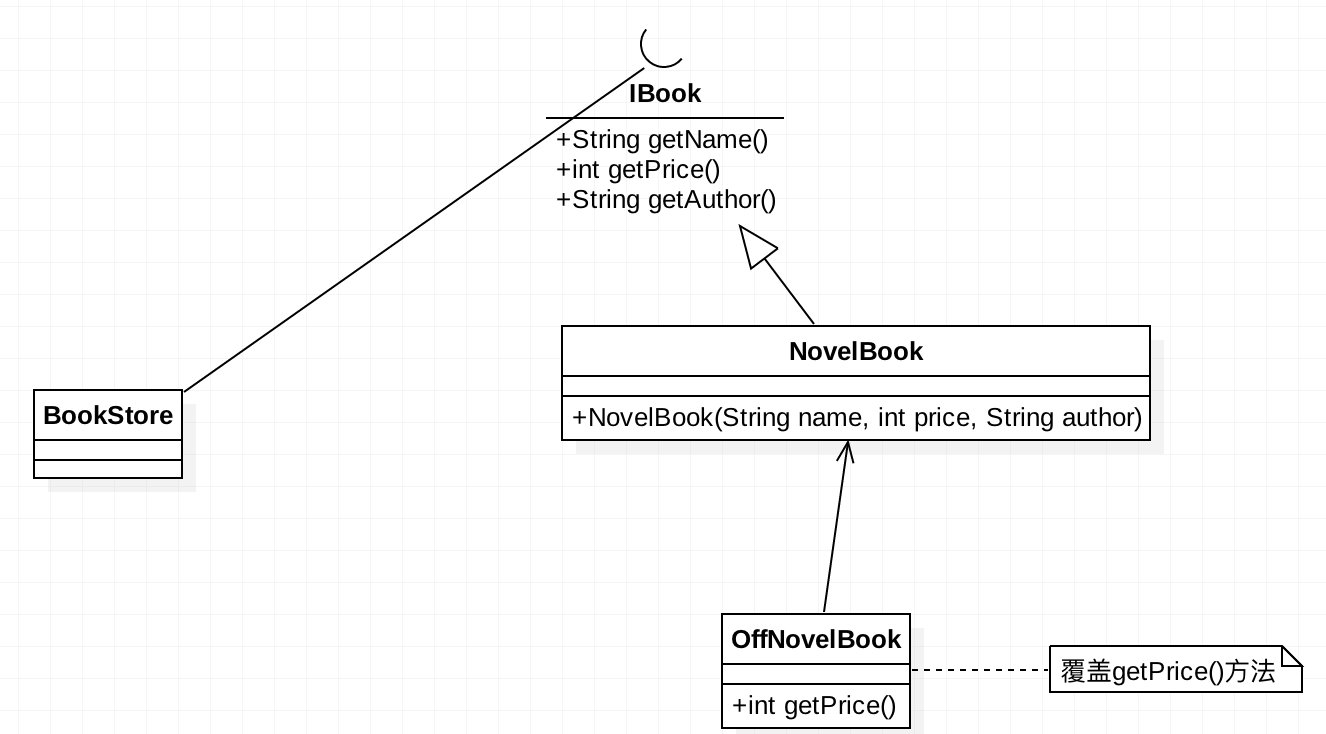 IBook
+String getName()
+int getPrice()
+String getAuthor()
NovelBook
+NovelBook(String name, int price, String author)
BookStore
OffNovelBook
+int getPrice()
覆盖getPrice()方法